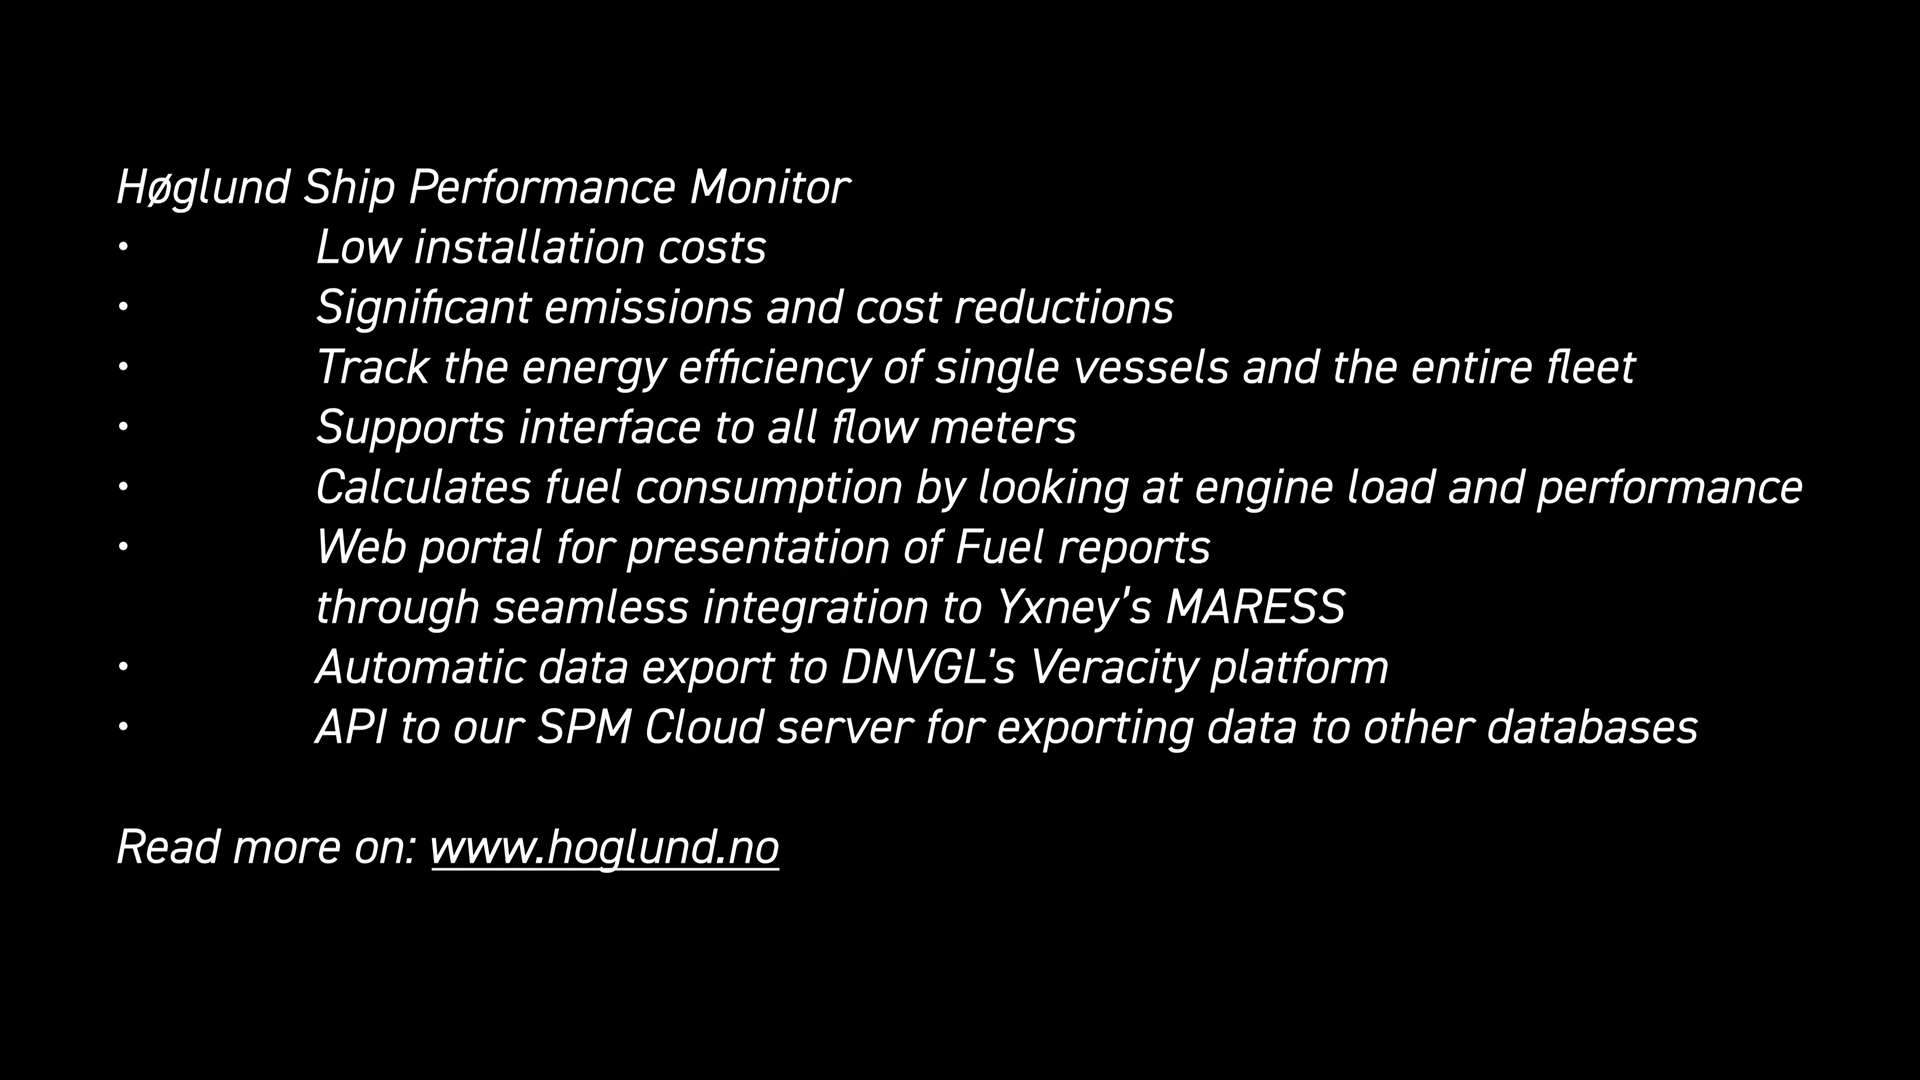 Høglund Ship Performance Monitor
• Low installation costs
• Significant emissions and cost reductions
• Track the energy efficiency of single vessels and the entire fleet
• Supports interface to all flow meters
• Calculates fuel consumption by looking at engine load and performance
• Web portal for presentation of Fuel reports
through seamless integration to Yxney’s MARESS
• Automatic data export to DNVGL's Veracity platform
• API to our SPM Cloud server for exporting data to other databases
Read more on: www.hoglund.no